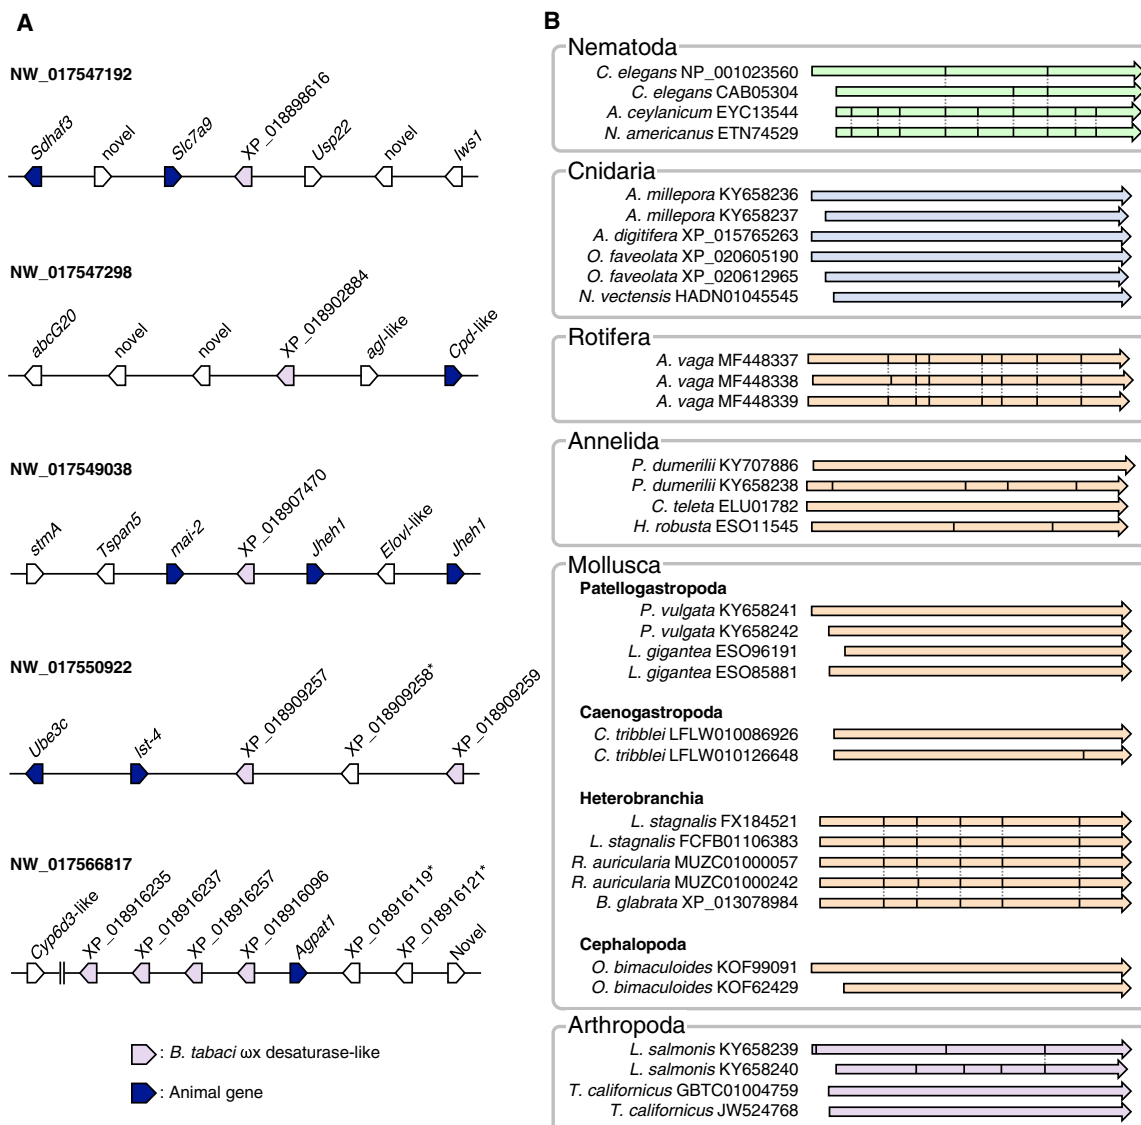 A
NW_017547192
Sdhaf3
novel
Slc7a9
XP_018898616
Usp22
novel
Iws1
NW_017547298
abcG20
novel
novel
XP_018902884
agl-like
Cpd-like
NW_017549038
stmA
Tspan5
mai-2
XP_018907470
Jheh1
Elovl-like
Jheh1
NW_017550922
Ube3c
Ist-4
XP_018909257
XP_018909258*
XP_018909259
NW_017566817
Cyp6d3-like
XP_018916235
XP_018916237
XP_018916257
XP_018916096
Agpat1
XP_018916119*
XP_018916121*
Novel
: B. tabaci ωx desaturase-like
: Animal gene
B
Nematoda
C. elegans NP_001023560
C. elegans CAB05304
A. ceylanicum EYC13544
N. americanus ETN74529
Cnidaria
A. millepora KY658236
A. millepora KY658237
A. digitifera XP_015765263
O. faveolata XP_020605190
O. faveolata XP_020612965
N. vectensis HADN01045545
Rotifera
A. vaga MF448337
A. vaga MF448338
A. vaga MF448339
Annelida
P. dumerilii KY707886
P. dumerilii KY658238
C. teleta ELU01782
H. robusta ESO11545
Mollusca
Patellogastropoda
P. vulgata KY658241
P. vulgata KY658242
L. gigantea ESO96191
L. gigantea ESO85881
Caenogastropoda
C. tribblei LFLW010086926
C. tribblei LFLW010126648
Heterobranchia
L. stagnalis FX184521
L. stagnalis FCFB01106383
R. auricularia MUZC01000057
R. auricularia MUZC01000242
B. glabrata XP_013078984
Cephalopoda
O. bimaculoides KOF99091
O. bimaculoides KOF62429
Arthropoda
L. salmonis KY658239
L. salmonis KY658240
T. californicus GBTC01004759
T. californicus JW524768